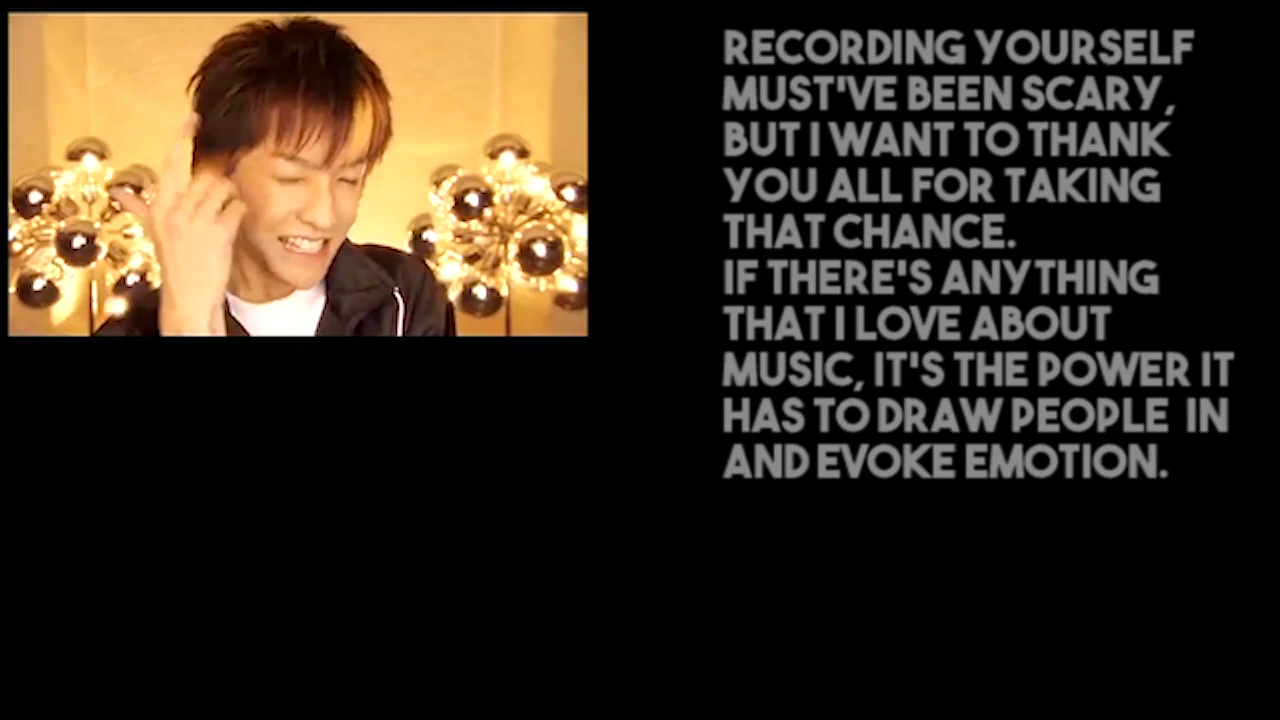 RECORDING YOURSELF
MUST'VE BEEN SCARY,
BUT I WANT TO THANK
YOU ALL FOR TAKING
THAT CHANCE.
IF THERE'S ANYTHING
THAT I LOVE ABOUT
MUSIC, IT'S THE POWER IT
HAS TO DRAW PEOPLE IN
AND EVOKE EMOTION.